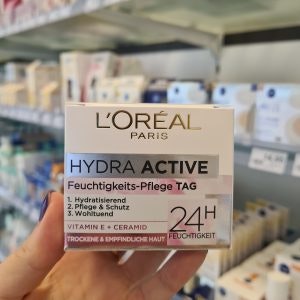 L'ORÉAL
PARIS
HYDRA ACTIVE
Feuchtigkeits-Pflege TAG
1. Hydratisierend
2. Pflege & Schutz
3. Wohltuend
24H
FEUCHTIGKEIT
VITAMIN E + CERAMID
TROCKENE & EMPFINDLICHE HAUT